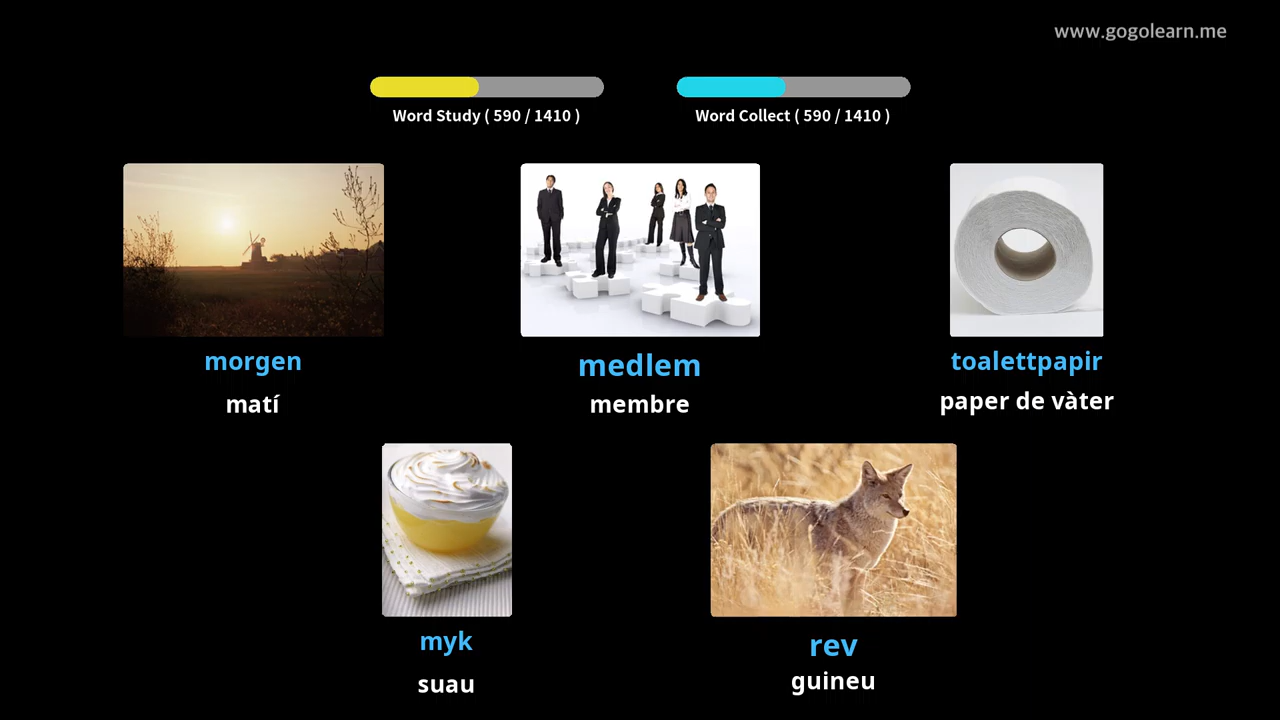 www.gogolearn.me
Word Study ( 590 / 1410 )
Word Collect ( 590 / 1410 )
morgen
medlem
toalettpapir
matí
membre
paper de vàter
myk
rev
suau
guineu